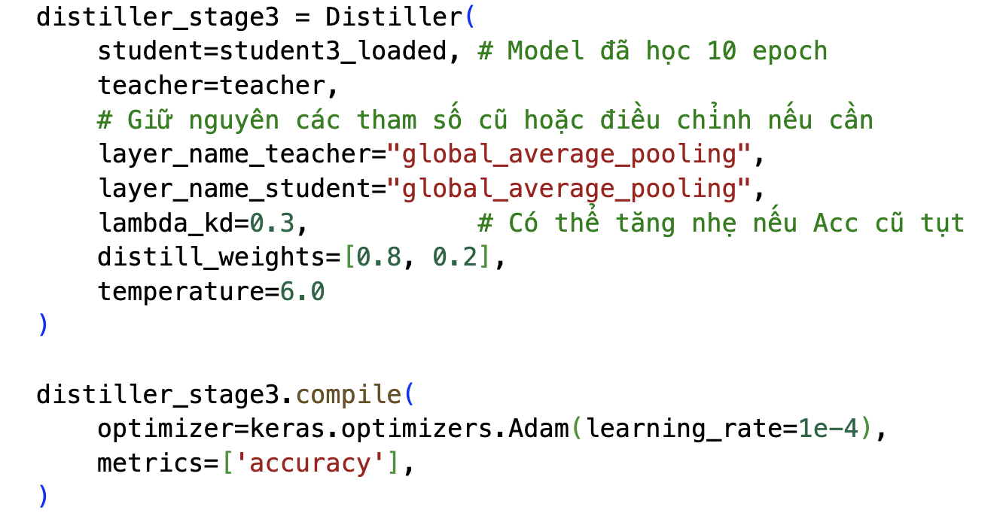 distiller_stage3 = Distiller(
    student=student3_loaded, # Model đã học 10 epoch
    teacher=teacher,
    # Giữ nguyên các tham số cũ hoặc điều chỉnh nếu cần
    layer_name_teacher="global_average_pooling",
    layer_name_student="global_average_pooling",
    lambda_kd=0.3,           # Có thể tăng nhẹ nếu Acc cũ tụt
    distill_weights=[0.8, 0.2],
    temperature=6.0
)

distiller_stage3.compile(
    optimizer=keras.optimizers.Adam(learning_rate=1e-4),
    metrics=['accuracy'],
)